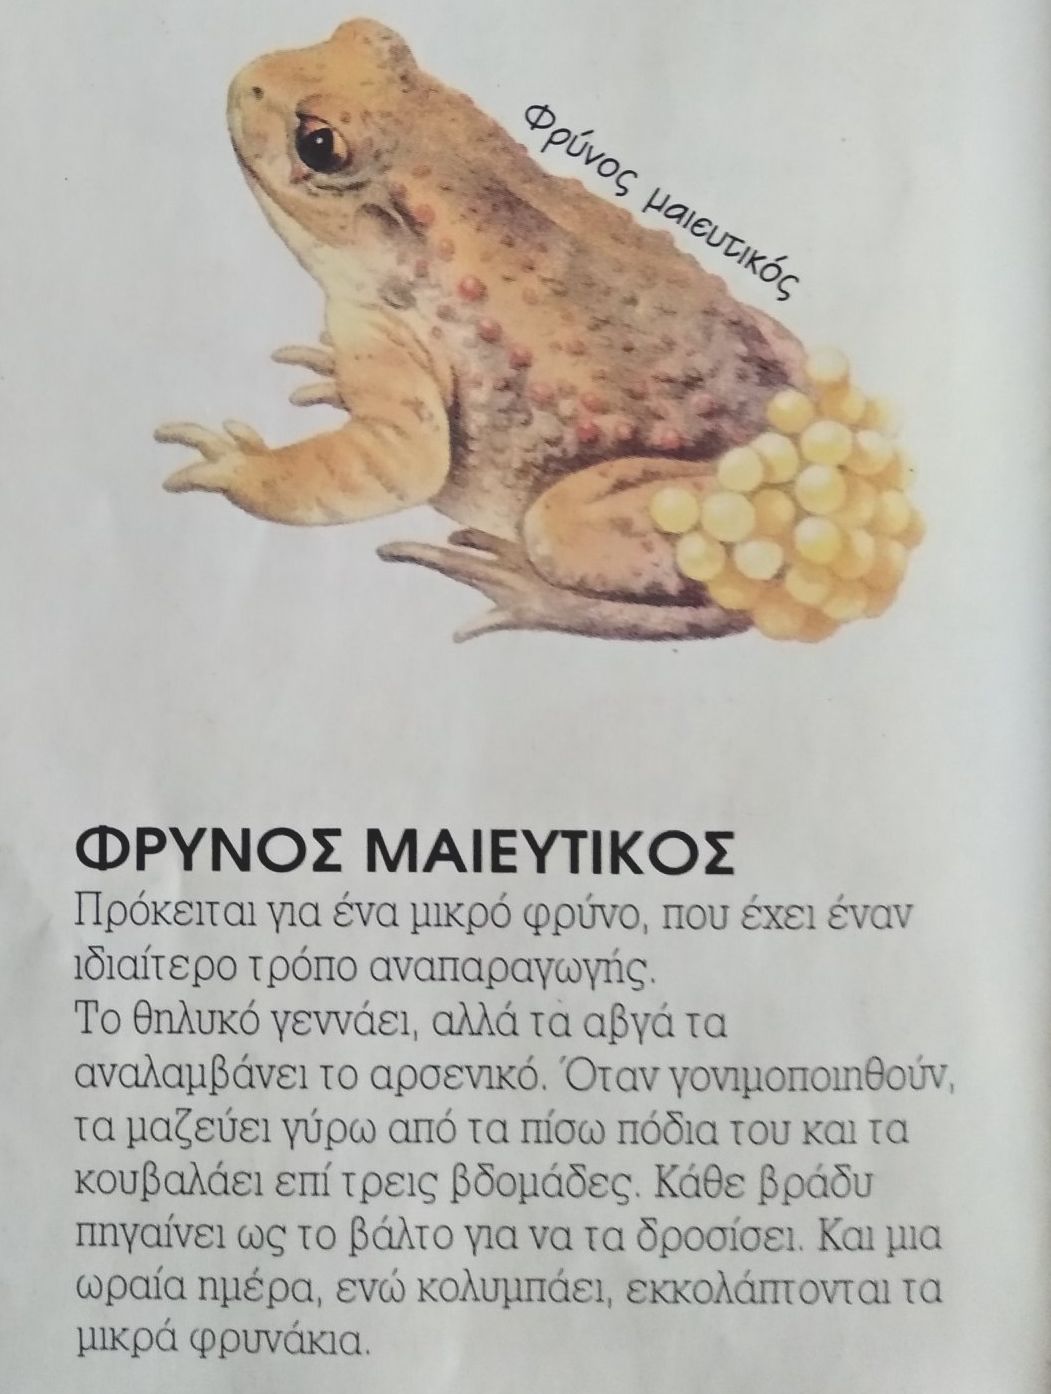 Φρύνος μαιευτικός
ΦΡΥΝΟΣ ΜΑΙΕΥΤΙΚΟΣ
Πρόκειται για ένα μικρό φρύνο, που έχει έναν
ιδιαίτερο τρόπο αναπαραγωγής.
Το θηλυκό γεννάει, αλλά τα αβγά τα
αναλαμβάνει το αρσενικό. Όταν γονιμοποιηθούν,
τα μαζεύει γύρω από τα πίσω πόδια του και τα
κουβαλάει επί τρεις βδομάδες. Κάθε βράδυ
πηγαίνει ως το βάλτο για να τα δροσίσει. Και μια
ωραία ημέρα, ενώ κολυμπάει, εκκολάπτονται τα
μικρά φρυνάκια.